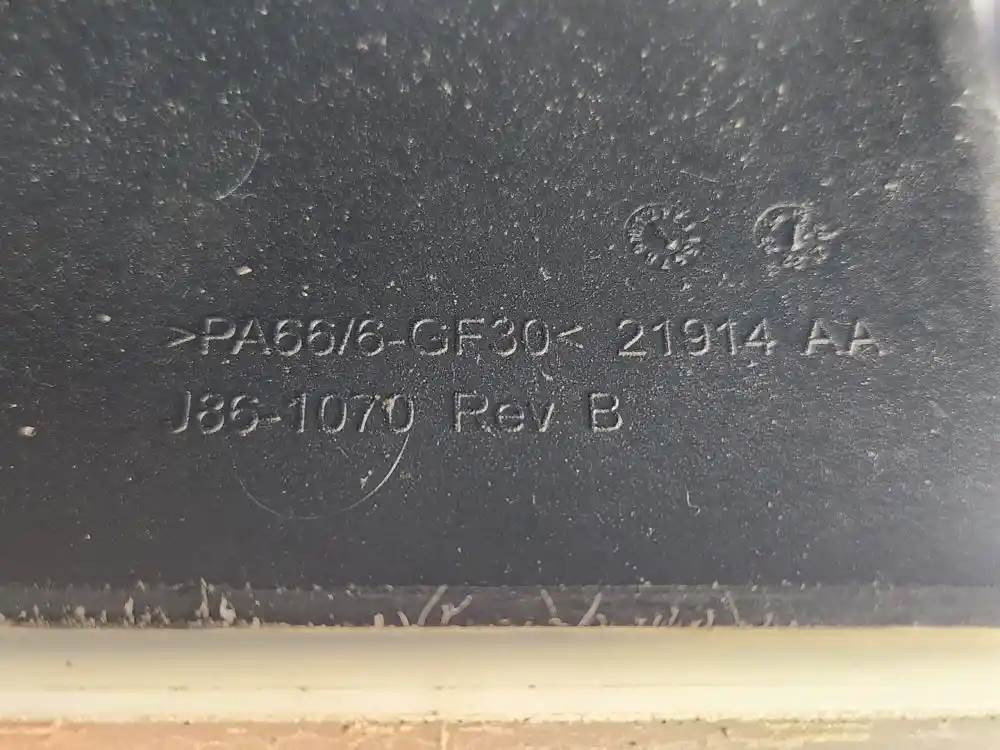 >PA66/6-GF30< 21914 AA
J86-1070 Rev B